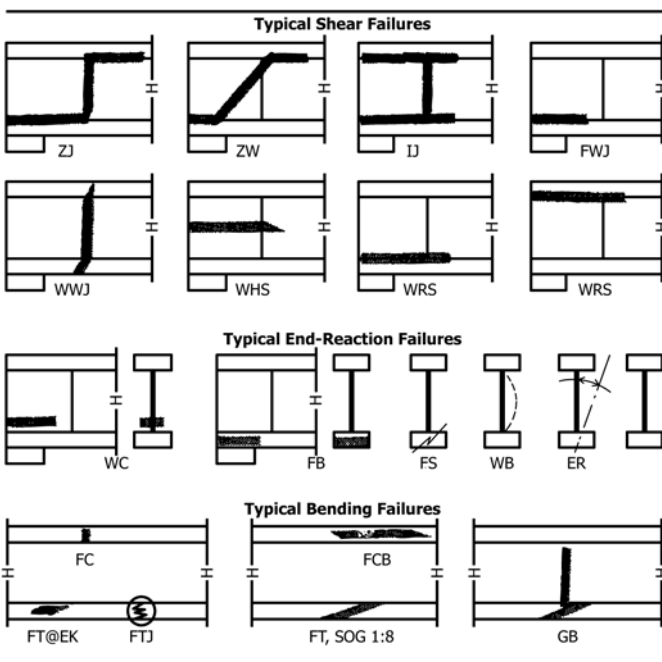 Typical Shear Failures
H H H H
ZJ ZW IJ FWJ
H H H H
WWJ WHS WRS WRS
Typical End-Reaction Failures
H H
WC FB FS WB ER
Typical Bending Failures
FC FCB
H H H H H H
FT@EK FTJ FT, SOG 1:8 GB